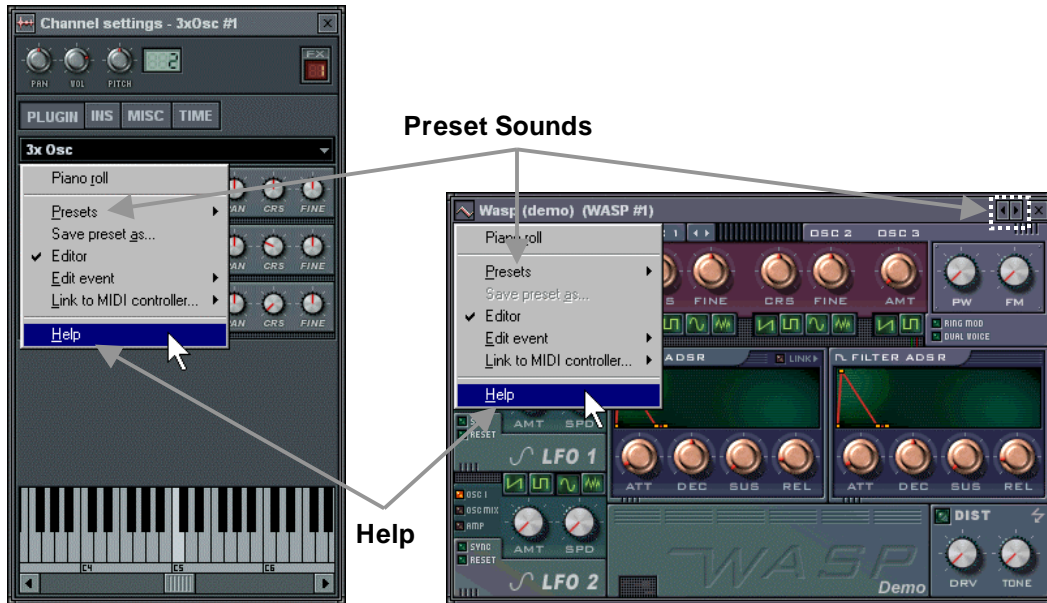 Channel settings - 3xOsc #1
PAN VOL PITCH
2
FX
1
PLUGIN INS MISC TIME
3x Osc
Piano roll
Presets
Save preset as...
Editor
Edit event
Link to MIDI controller...
Help
CRS FINE
CRS FINE
CRS FINE
C4 C5 C6
Preset Sounds
Help
Wasp (demo) (WASP #1)
Piano roll
Presets
Save preset as...
Editor
Edit event
Link to MIDI controller...
Help
1 OSC 2 OSC 3
FINE CRS FINE AMT
PW FM
RING MOD
DUAL VOICE
ADSR LINK
FILTER ADSR
ATT DEC SUS REL
ATT DEC SUS REL
RESET
AMT SPD
LFO 1
OSC 1
OSC MIX
AMP
SYNC
RESET
AMT SPD
LFO 2
WASP
Demo
DIST
DRV TONE